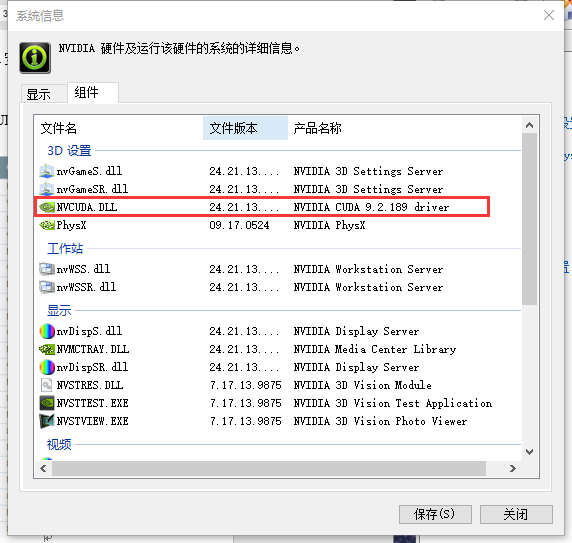 系统信息
NVIDIA 硬件及运行该硬件的系统的详细信息。
显示 组件
文件名 文件版本 产品名称
3D 设置
nvGameS.dll 24.21.13.... NVIDIA 3D Settings Server
nvGameSR.dll 24.21.13.... NVIDIA 3D Settings Server
NVCUDA.DLL 24.21.13.... NVIDIA CUDA 9.2.189 driver
PhysX 09.17.0524 NVIDIA PhysX
工作站
nvWSS.dll 24.21.13.... NVIDIA Workstation Server
nvWSSR.dll 24.21.13.... NVIDIA Workstation Server
显示
nvDispS.dll 24.21.13.... NVIDIA Display Server
NVMCTRAY.DLL 24.21.13.... NVIDIA Media Center Library
nvDispSR.dll 24.21.13.... NVIDIA Display Server
NVSTRES.DLL 7.17.13.9875 NVIDIA 3D Vision Module
NVSTTEST.EXE 7.17.13.9875 NVIDIA 3D Vision Test Application
NVSTVIEW.EXE 7.17.13.9875 NVIDIA 3D Vision Photo Viewer
视频
保存(S) 关闭